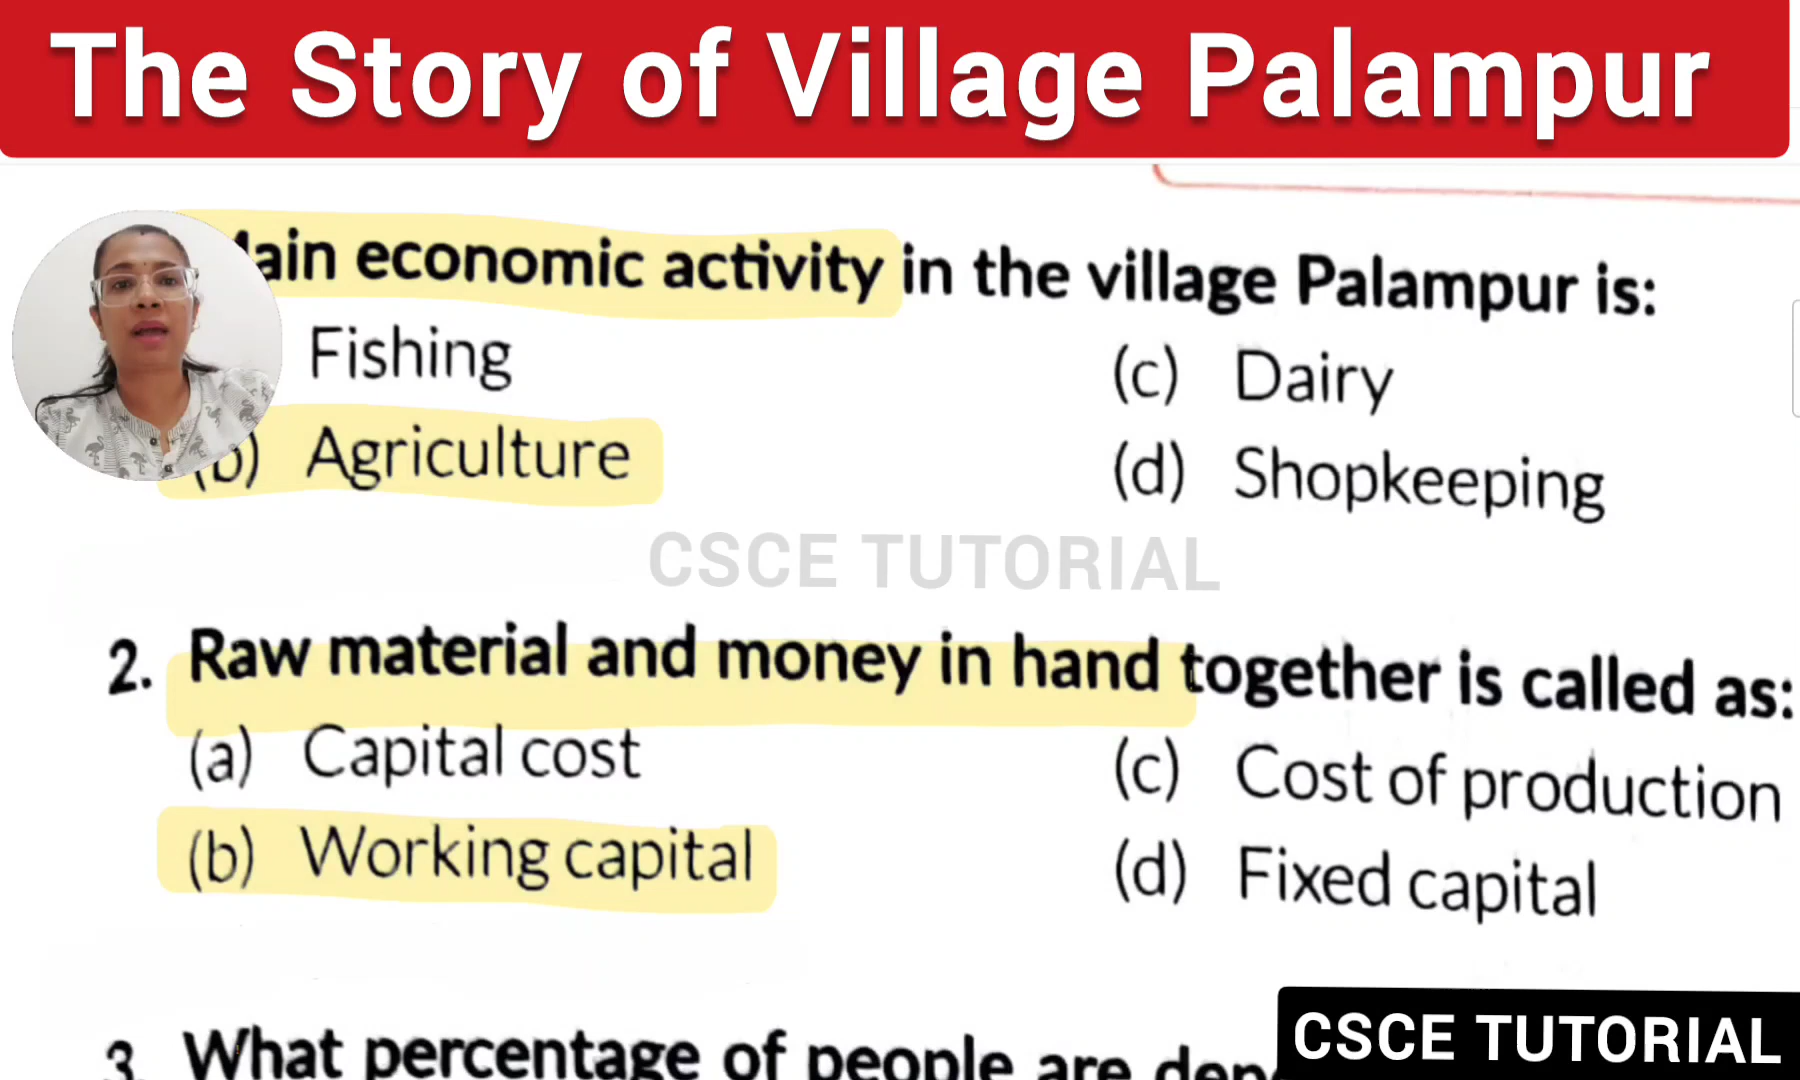 The Story of Village Palampur
ain economic activity in the village Palampur is:
Fishing
(c) Dairy
(b) Agriculture
(d) Shopkeeping
CSCE TUTORIAL
2. Raw material and money in hand together is called as:
(a) Capital cost
(c) Cost of production
(b) Working capital
(d) Fixed capital
3. What percentage of people are dep
CSCE TUTORIAL